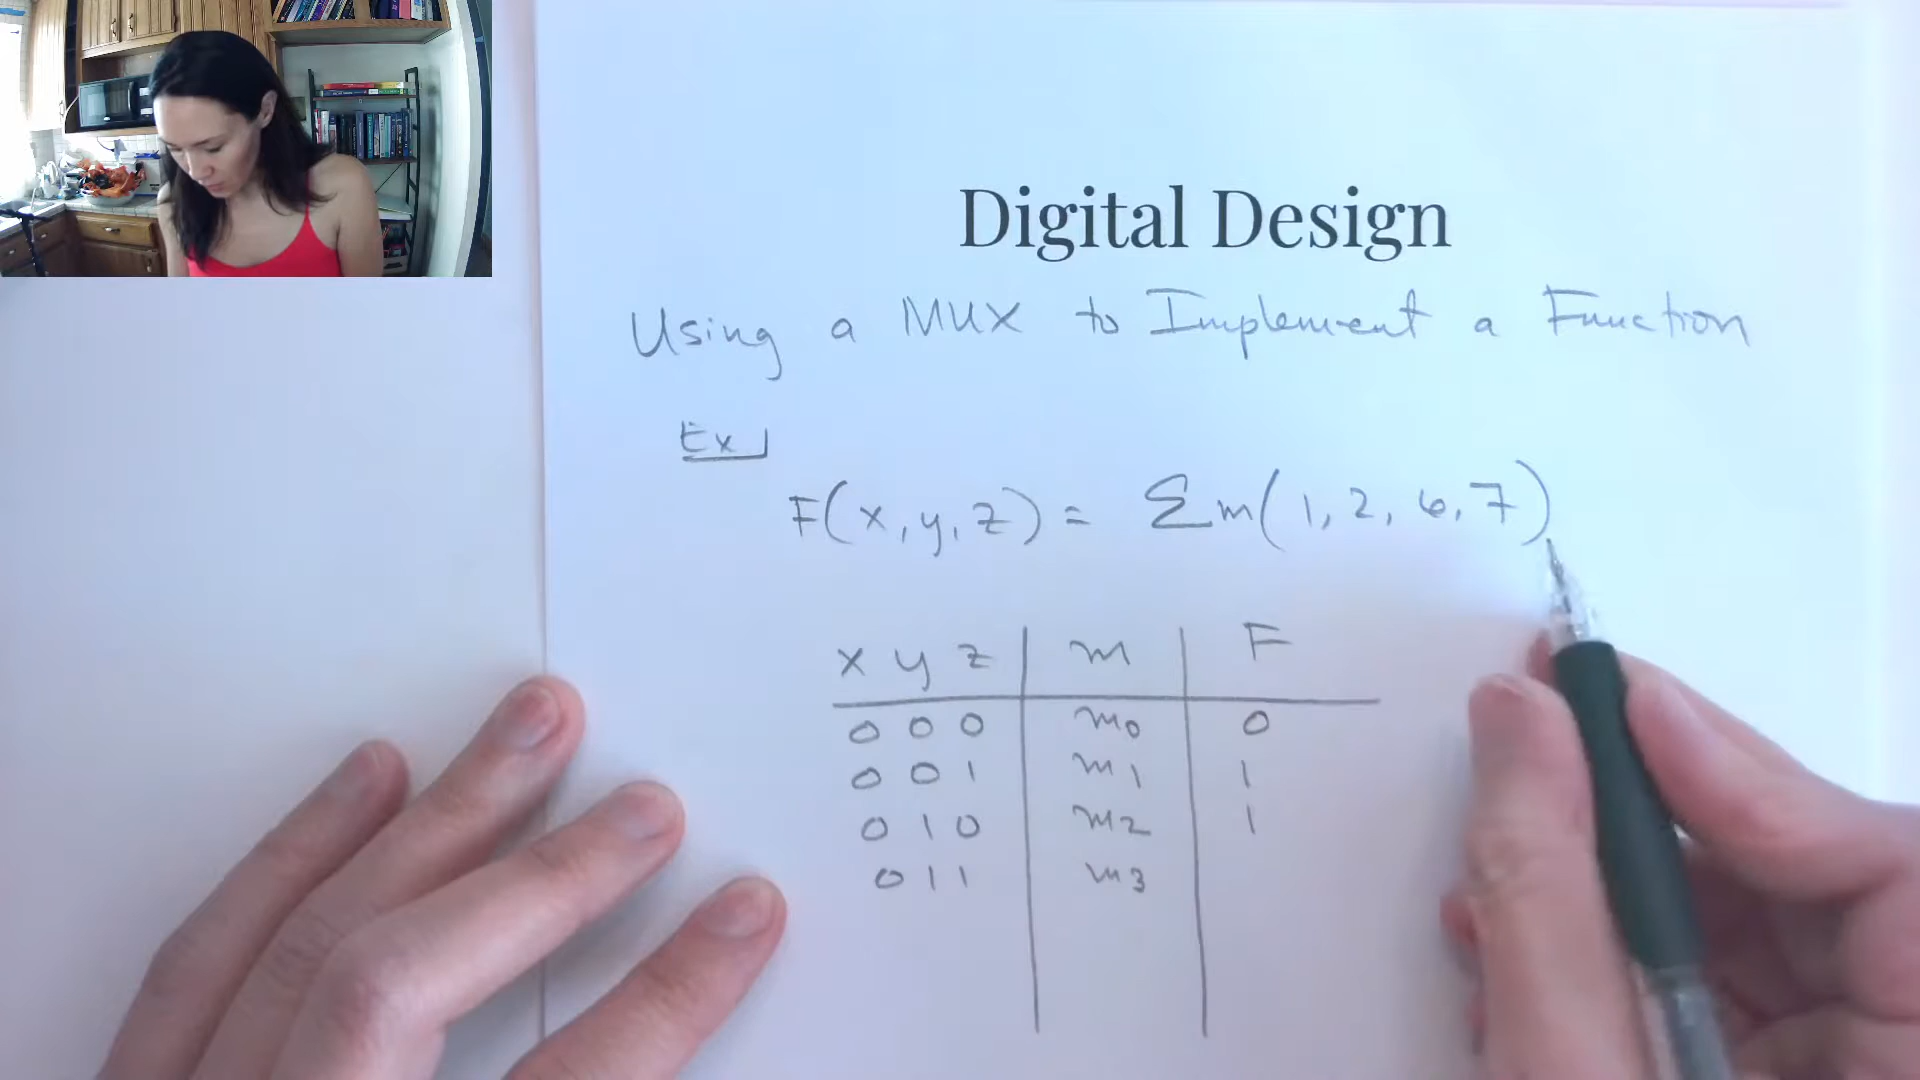 Digital Design
Using a MUX to Implement a Function
Ex
F(x,y,z) = Σm(1,2,6,7)
x y z m F
0 0 0 m0 0
0 0 1 m1 1
0 1 0 m2 1
0 1 1 m3